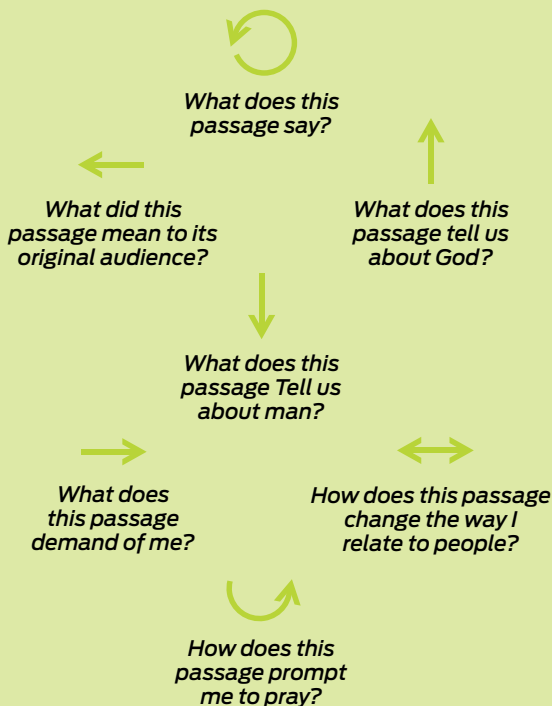 What does this
passage say?
What did this
passage mean to its
original audience?
What does this
passage tell us
about God?
What does this
passage Tell us
about man?
What does
this passage
demand of me?
How does this passage
change the way I
relate to people?
How does this
passage prompt
me to pray?